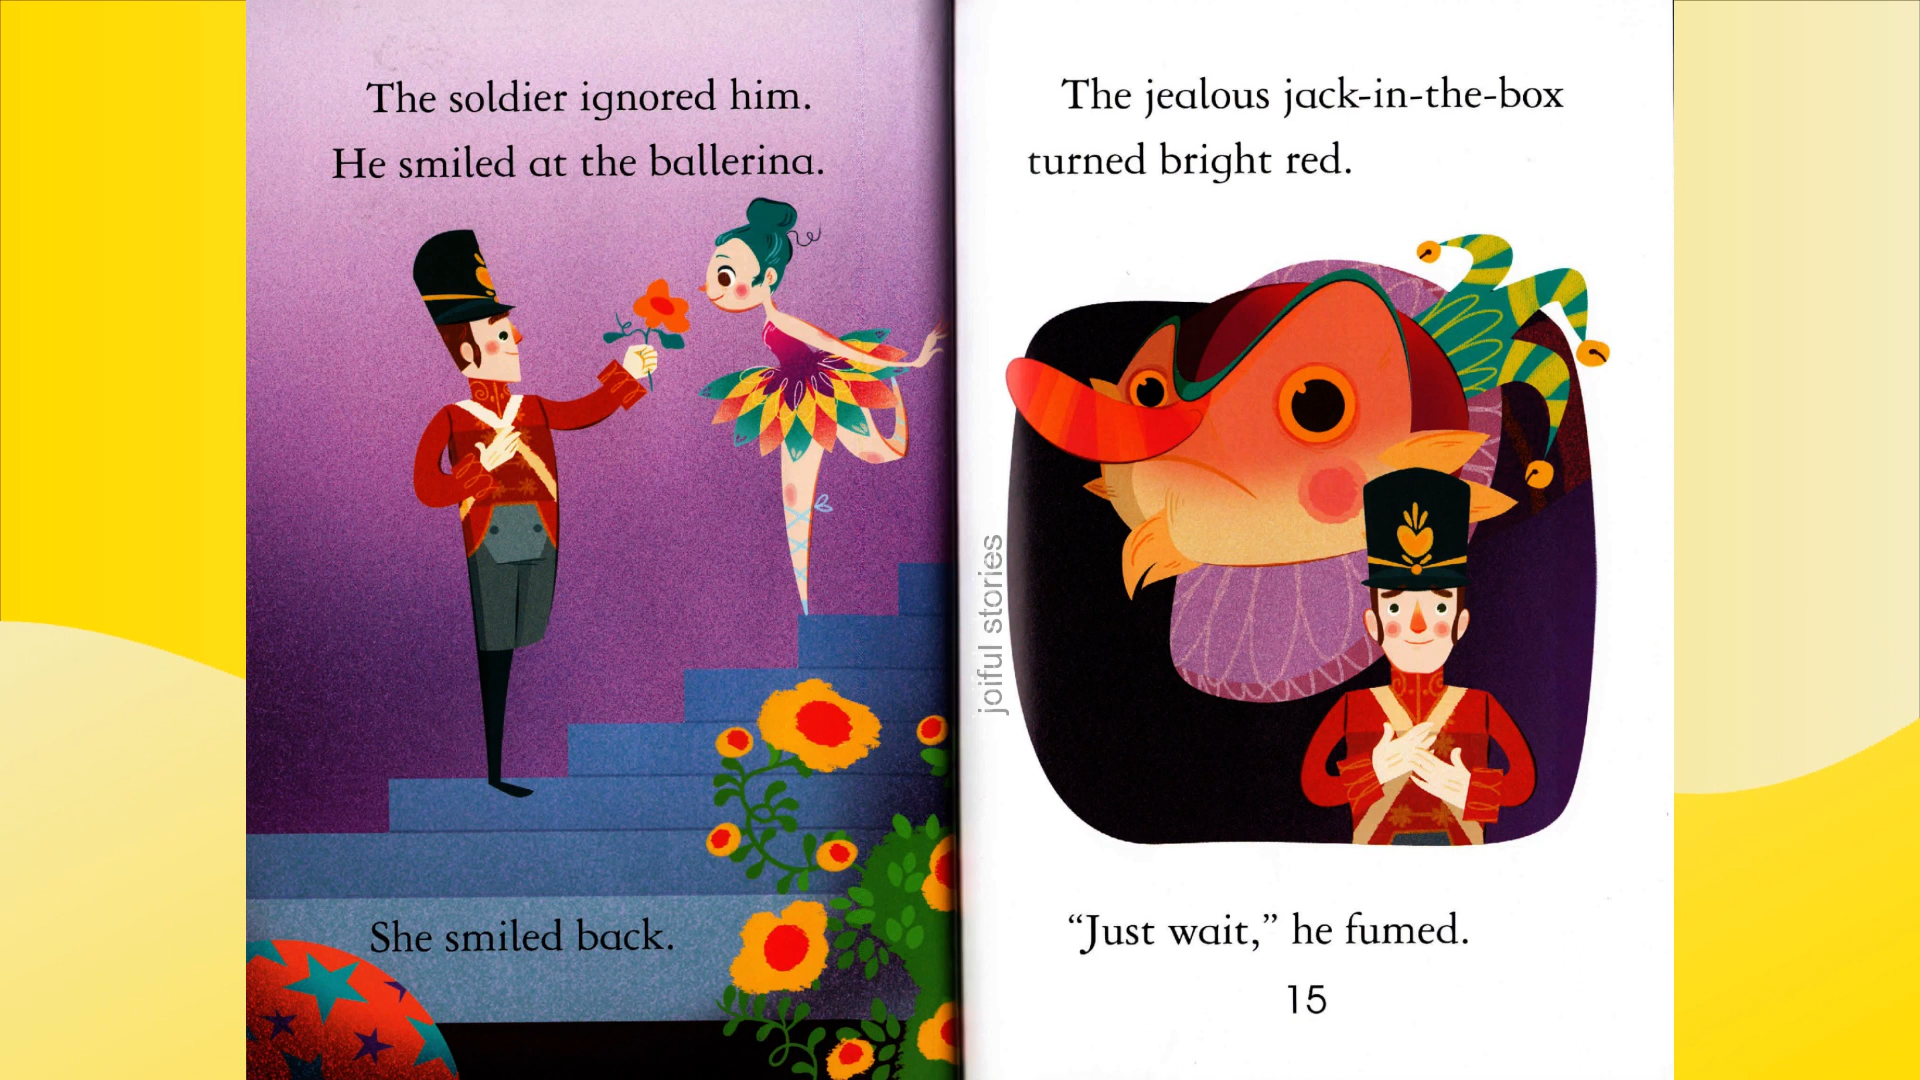 The soldier ignored him.
He smiled at the ballerina.
She smiled back.
The jealous jack-in-the-box
turned bright red.
“Just wait,” he fumed.
15
joiful stories